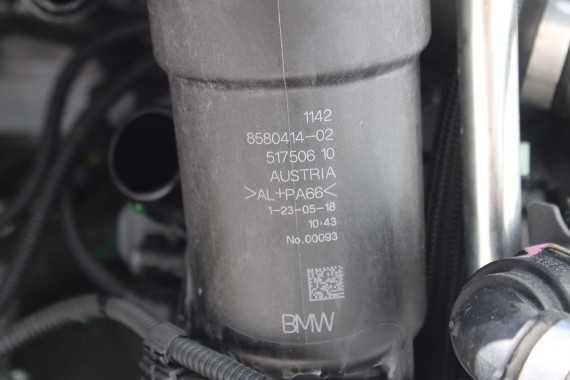 1142
8580414-02
517506 10
AUSTRIA
>AL+PA66<
1-23-05-18
10:43
No.00093
BMW